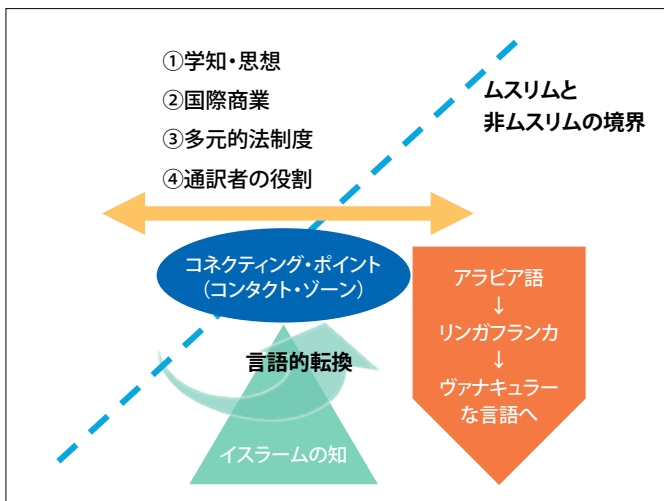 ①学知・思想
②国際商業
③多元的法制度
④通訳者の役割
ムスリムと
非ムスリムの境界
コネクティング・ポイント
（コンタクト・ゾーン）
言語的転換
イスラームの知
アラビア語
↓
リンガフランカ
↓
ヴァナキュラー
な言語へ